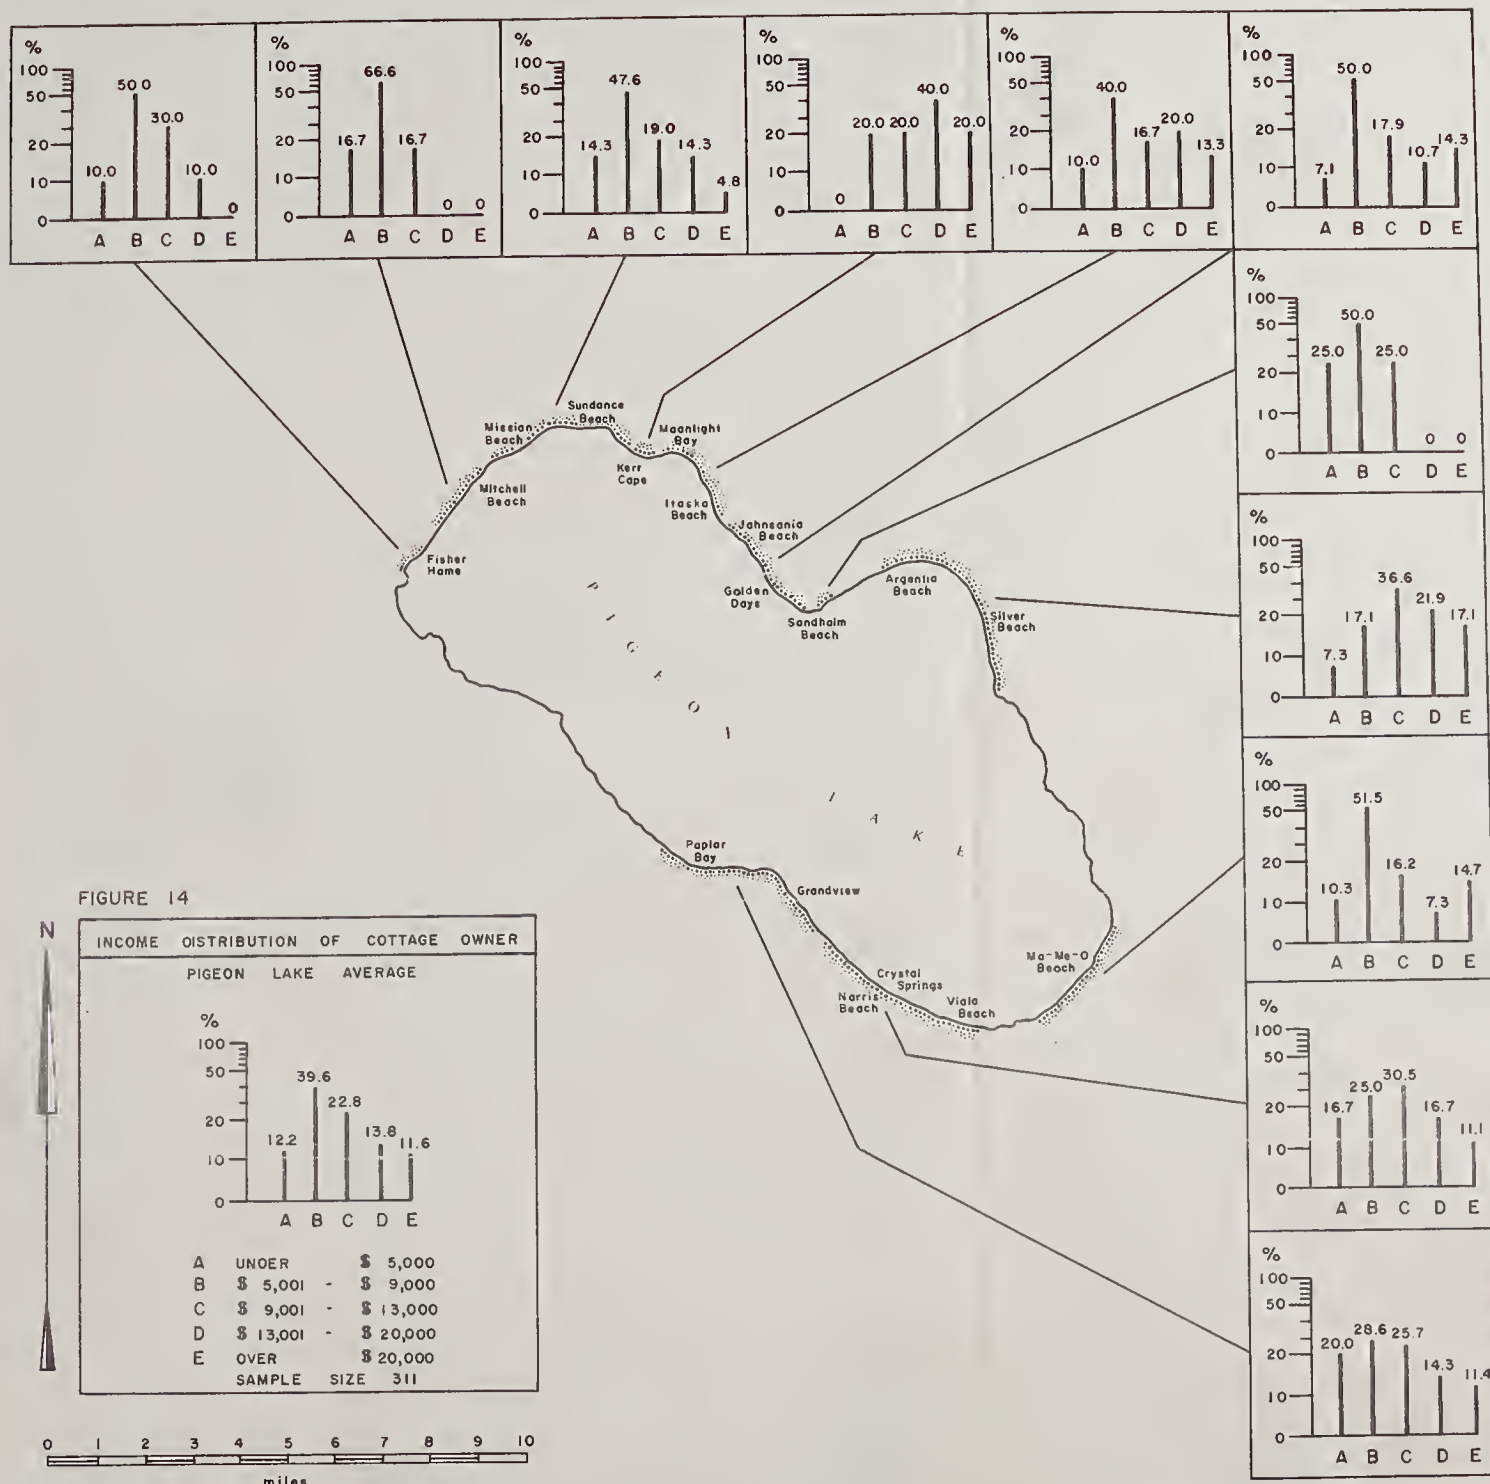 %
100
50
20
10
0
10.0
50.0
30.0
10.0
0
A B C D E
%
100
50
20
10
0
16.7
66.6
16.7
0
0
A B C D E
%
100
50
20
10
0
14.3
47.6
19.0
14.3
4.8
A B C D E
%
100
50
20
10
0
0
20.0
20.0
40.0
20.0
A B C D E
%
100
50
20
10
0
10.0
40.0
16.7
20.0
13.3
A B C D E
%
100
50
20
10
0
7.1
50.0
17.9
10.7
14.3
A B C D E
%
100
50
20
10
0
25.0
50.0
25.0
0
0
A B C D E
%
100
50
20
10
0
7.3
17.1
36.6
21.9
17.1
A B C D E
%
100
50
20
10
0
10.3
51.5
16.2
7.3
14.7
A B C D E
%
100
50
20
10
0
16.7
25.0
30.5
16.7
11.1
A B C D E
%
100
50
20
10
0
20.0
28.6
25.7
14.3
11.4
A B C D E
Sundance
Beach
Missian
Beach
Maanlight
Bay
Kerr
Cape
Mitchell
Beach
Itaska
Beach
Jahnsania
Beach
Fisher
Hame
Golden
Days
Sandhalm
Beach
Argentia
Beach
Silver
Beach
Paplar
Bay
Grandview
Crystal
Springs
Narris
Beach
Viala
Beach
Ma-Me-O
Beach
FIGURE 14
N
INCOME DISTRIBUTION OF COTTAGE OWNER
PIGEON LAKE AVERAGE
%
100
50
20
10
0
12.2
39.6
22.8
13.8
11.6
A B C D E
A UNDER $ 5,000
B $ 5,001 - $ 9,000
C $ 9,001 - $ 13,000
D $ 13,001 - $ 20,000
E OVER $ 20,000
SAMPLE SIZE 311
0 1 2 3 4 5 6 7 8 9 10
miles